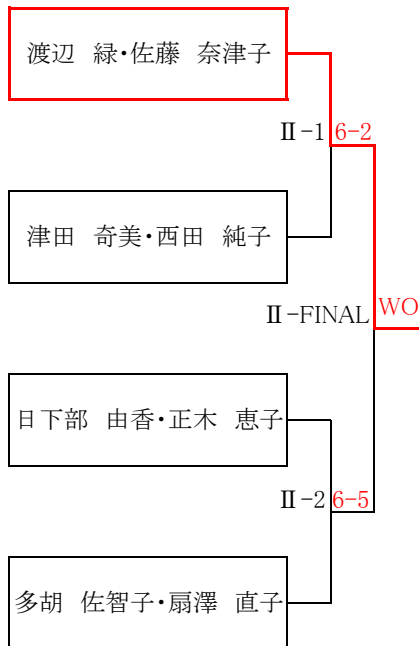 渡辺 緑・佐藤 奈津子
Ⅱ-1 6-2
津田 奇美・西田 純子
Ⅱ-FINAL WO
日下部 由香・正木 恵子
Ⅱ-2 6-5
多胡 佐智子・扇澤 直子